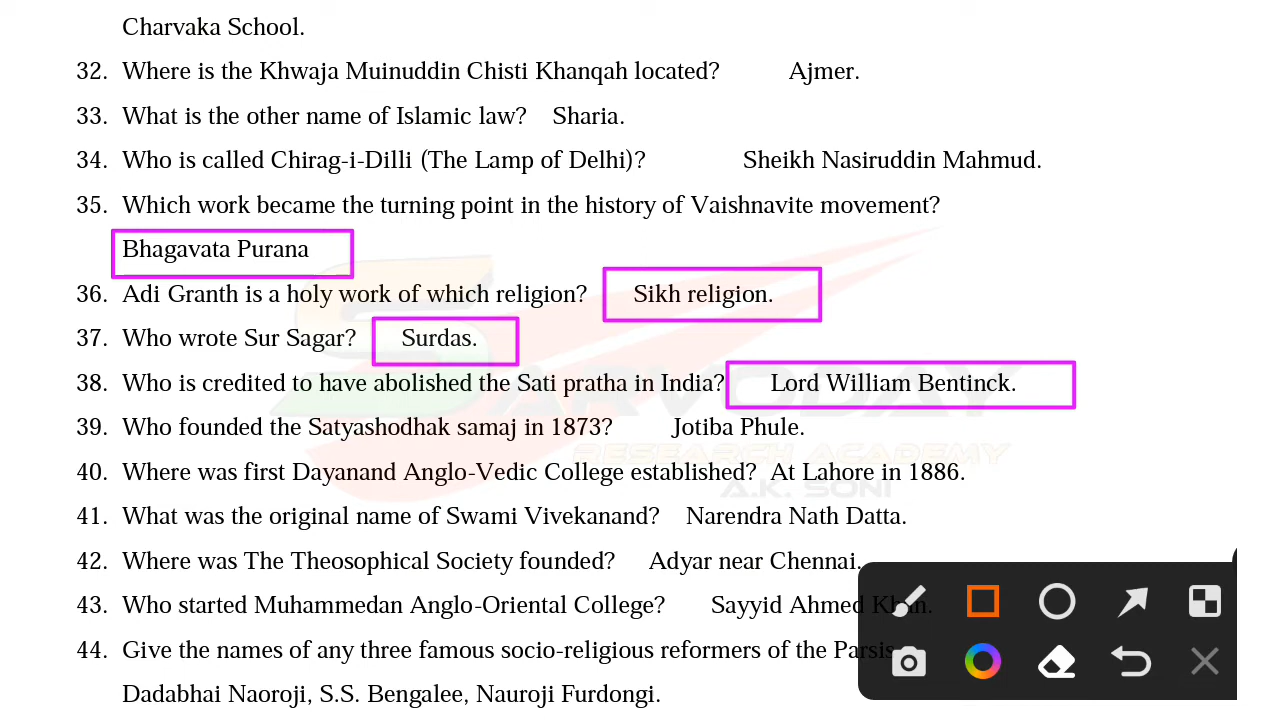 Charvaka School.
32. Where is the Khwaja Muinuddin Chisti Khanqah located? Ajmer.
33. What is the other name of Islamic law? Sharia.
34. Who is called Chirag-i-Dilli (The Lamp of Delhi)? Sheikh Nasiruddin Mahmud.
35. Which work became the turning point in the history of Vaishnavite movement?
Bhagavata Purana
36. Adi Granth is a holy work of which religion? Sikh religion.
37. Who wrote Sur Sagar? Surdas.
38. Who is credited to have abolished the Sati pratha in India? Lord William Bentinck.
39. Who founded the Satyashodhak samaj in 1873? Jotiba Phule.
40. Where was first Dayanand Anglo-Vedic College established? At Lahore in 1886.
41. What was the original name of Swami Vivekanand? Narendra Nath Datta.
42. Where was The Theosophical Society founded? Adyar near Chennai.
43. Who started Muhammedan Anglo-Oriental College? Sayyid Ahmed Khan.
44. Give the names of any three famous socio-religious reformers of the Parsis
Dadabhai Naoroji, S.S. Bengalee, Nauroji Furdongi.
SARVODAY
RESEARCH ACADEMY
A.K. SONI